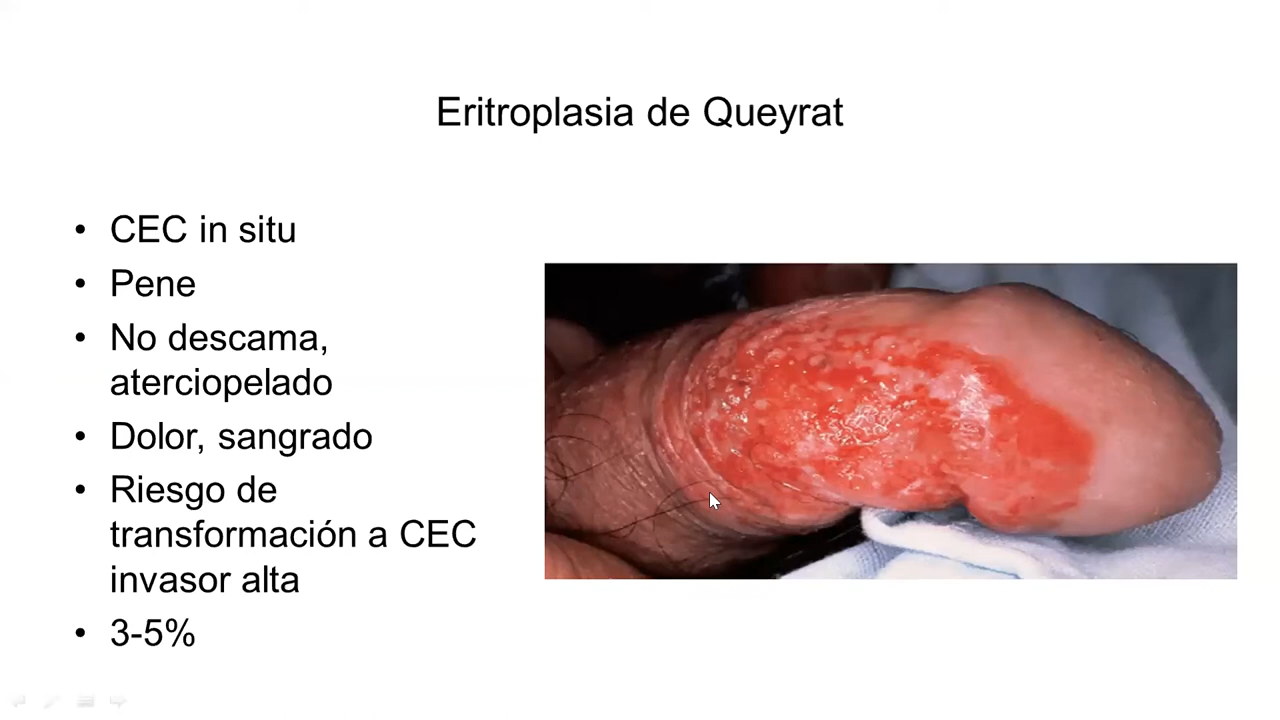 Eritroplasia de Queyrat
• CEC in situ
• Pene
• No descama,
aterciopelado
• Dolor, sangrado
• Riesgo de
transformación a CEC
invasor alta
• 3-5%